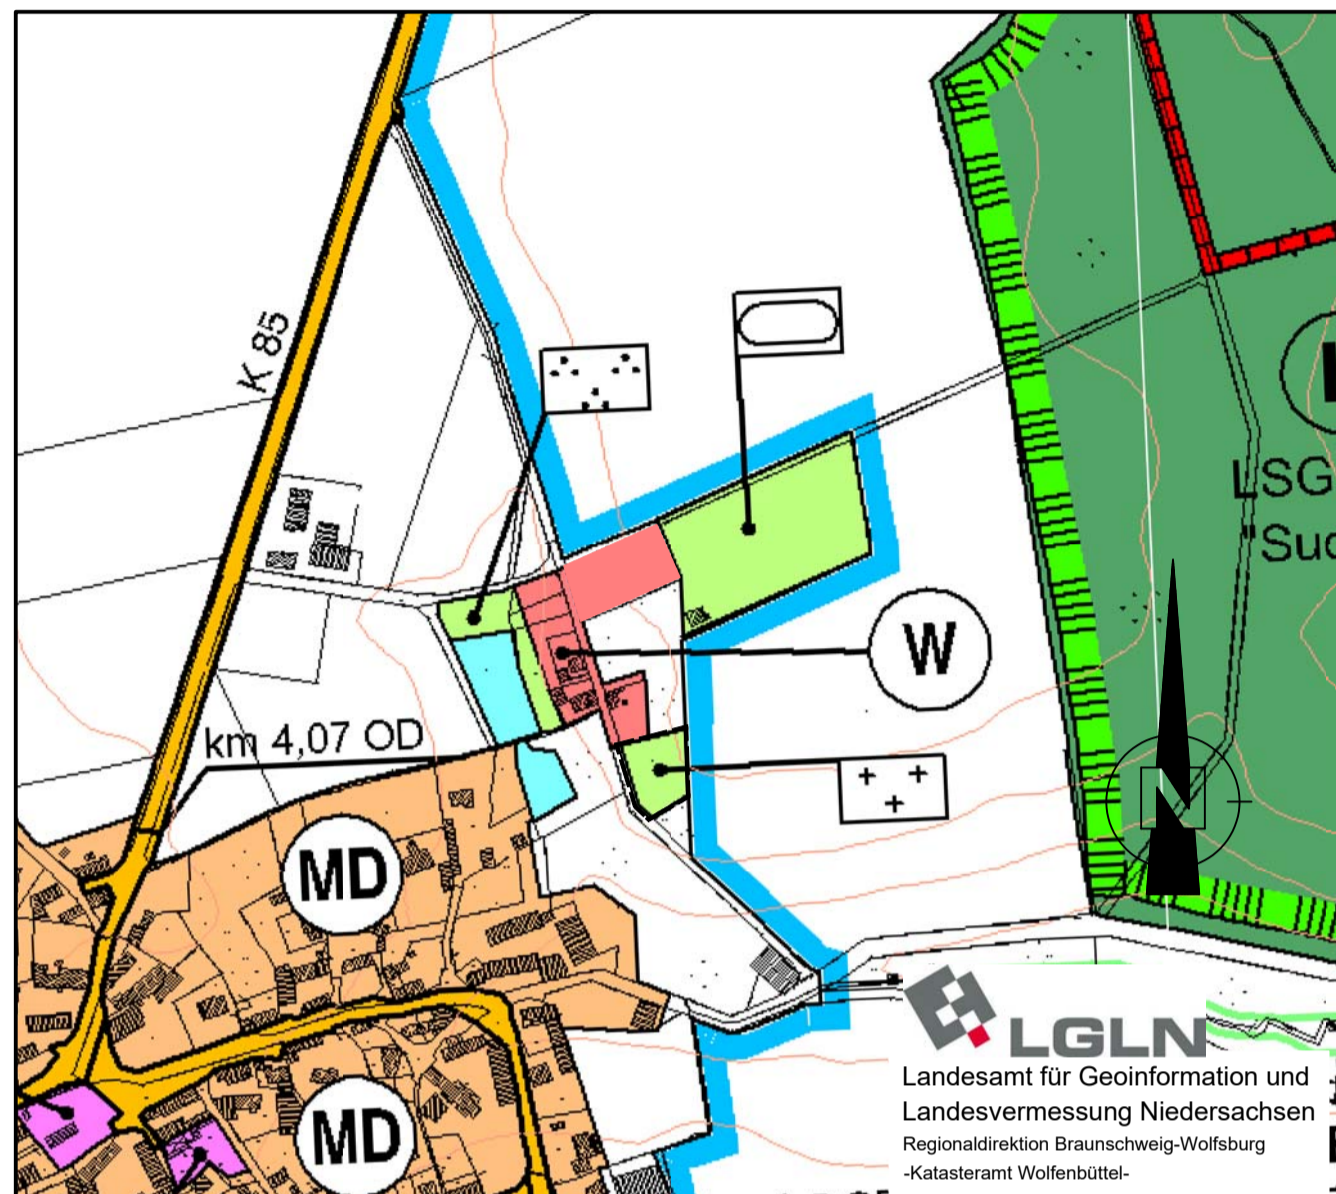 K 85
LSG
"Su
W
km 4,07 OD
MD
N
LGLN
Landesamt für Geoinformation und
Landesvermessung Niedersachsen
Regionaldirektion Braunschweig-Wolfsburg
-Katasteramt Wolfenbüttel-
MD